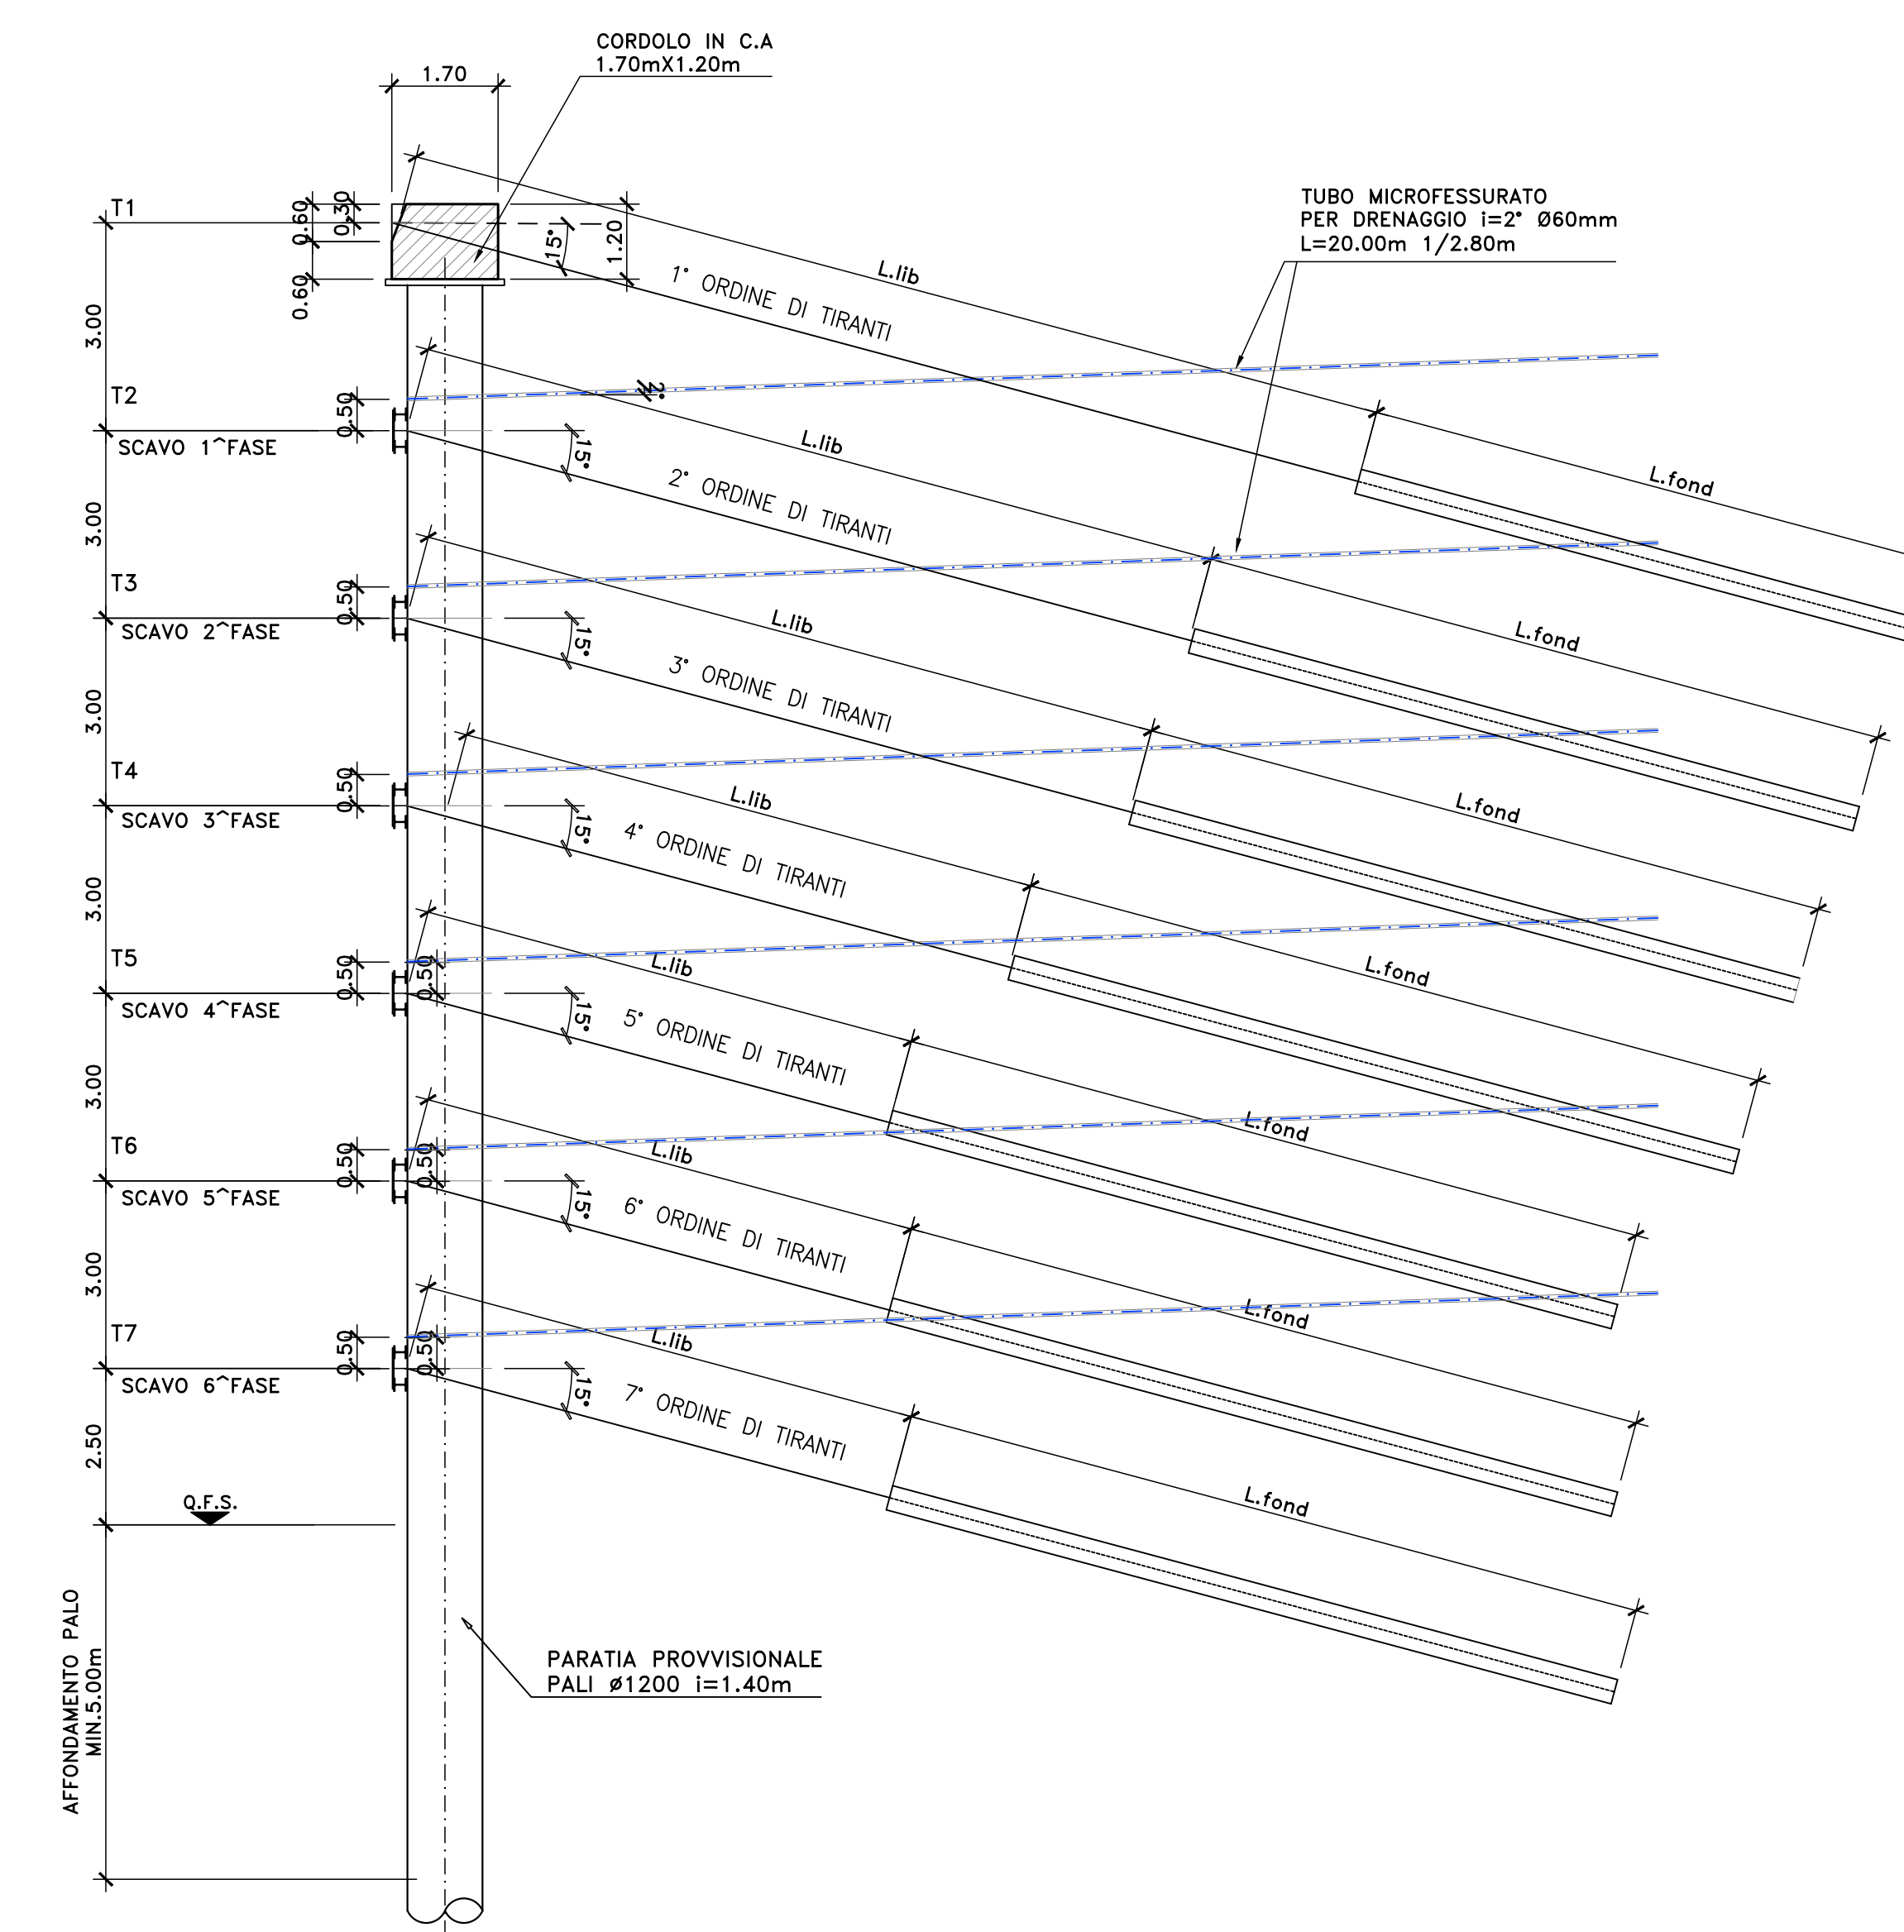 CORDOLO IN C.A
1.70mX1.20m
1.70
TUBO MICROFESSURATO
PER DRENAGGIO i=2° Ø60mm
L=20.00m 1/2.80m
T1
0.60
0,30
15°
1.20
0.60
3.00
L.lib
1° ORDINE DI TIRANTI
L.fond
T2
0.50
2°
SCAVO 1^FASE
15°
L.lib
2° ORDINE DI TIRANTI
L.fond
3.00
T3
0.50
SCAVO 2^FASE
15°
L.lib
3° ORDINE DI TIRANTI
L.fond
3.00
T4
0.50
SCAVO 3^FASE
15°
L.lib
4° ORDINE DI TIRANTI
L.fond
3.00
T5
0.50
0.50
SCAVO 4^FASE
15°
L.lib
5° ORDINE DI TIRANTI
L.fond
3.00
T6
0.50
0.50
SCAVO 5^FASE
15°
L.lib
6° ORDINE DI TIRANTI
L.fond
3.00
T7
0.50
0.50
SCAVO 6^FASE
15°
L.lib
7° ORDINE DI TIRANTI
L.fond
2.50
Q.F.S.
AFFONDAMENTO PALO
MIN.5.00m
PARATIA PROVVISIONALE
PALI ø1200 i=1.40m